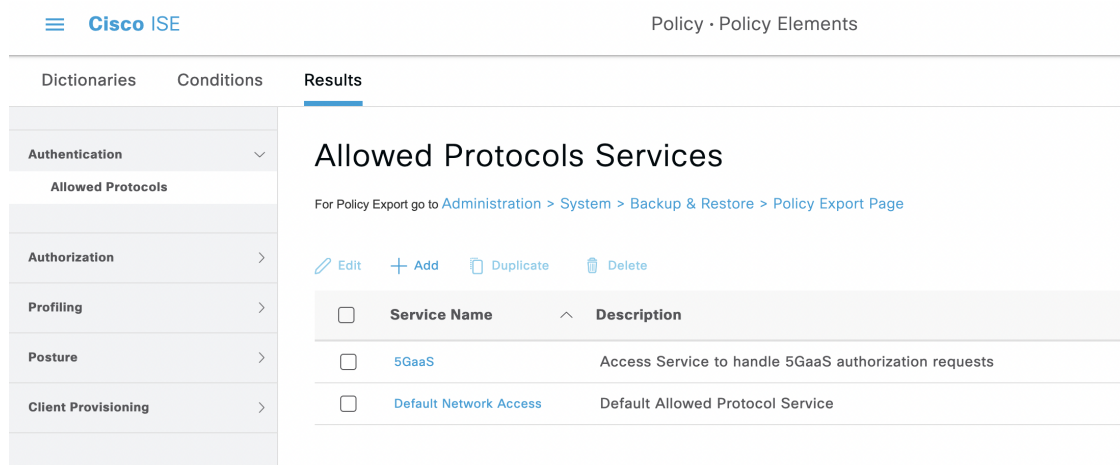 Cisco ISE
Policy · Policy Elements
Dictionaries Conditions Results
Authentication
Allowed Protocols
Authorization
Profiling
Posture
Client Provisioning
Allowed Protocols Services
For Policy Export go to Administration > System > Backup & Restore > Policy Export Page
Edit Add Duplicate Delete
Service Name Description
5GaaS Access Service to handle 5GaaS authorization requests
Default Network Access Default Allowed Protocol Service